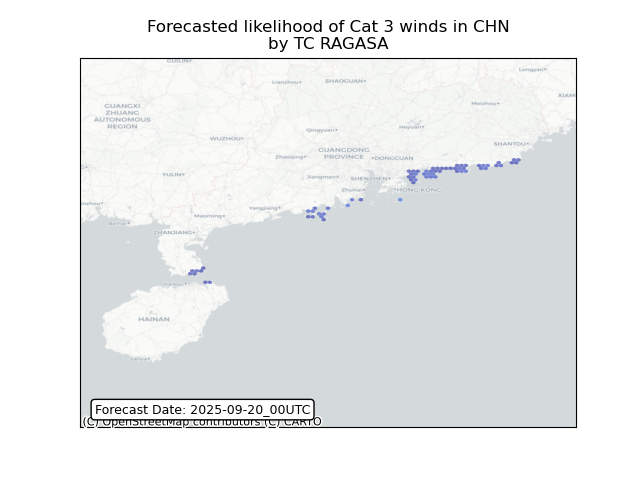 Forecasted likelihood of Cat 3 winds in CHN
by TC RAGASA
GUILIN
Longyan
Lianzhou
SHAOGUAN
XIAM
Meizhou
GUANGXI
ZHUANG
AUTONOMOUS
REGION
Qingyuan
Heyuan
WUZHOU
SHANTOU
GUANGDONG
PROVINCE
Zhaoqing
DONGGUAN
YULIN
Jiangmen
SHENZHEN
Zhuhai
HONG KONG
Yangjiang
Maoming
ZHANJIANG
HAINAN
Forecast Date: 2025-09-20_00UTC
(C) OpenStreetMap contributors (C) CARTO